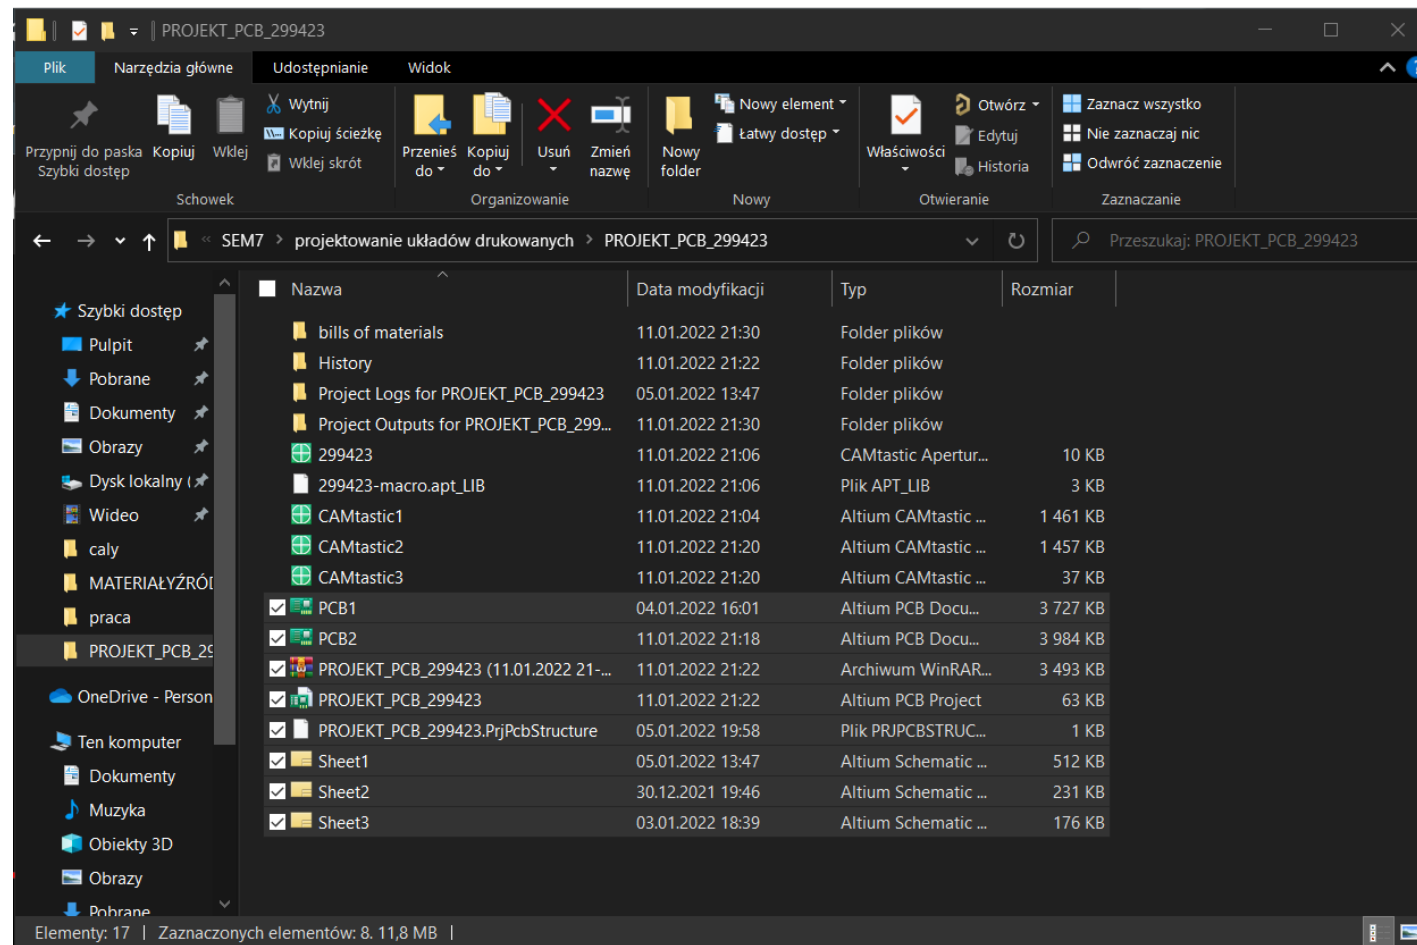 PROJEKT_PCB_299423
Plik Narzędzia główne Udostępnianie Widok
Przypnij do paska Szybki dostęp
Kopiuj
Wklej
Wytnij
Kopiuj ścieżkę
Wklej skrót
Schowek
Przenieś do
Kopiuj do
Usuń
Zmień nazwę
Organizowanie
Nowy folder
Nowy element
Łatwy dostęp
Nowy
Właściwości
Otwórz
Edytuj
Historia
Otwieranie
Zaznacz wszystko
Nie zaznaczaj nic
Odwróć zaznaczenie
Zaznaczanie
« SEM7 > projektowanie układów drukowanych > PROJEKT_PCB_299423
Przeszukaj: PROJEKT_PCB_299423
Szybki dostęp
Pulpit
Pobrane
Dokumenty
Obrazy
Dysk lokalny (
Wideo
caly
MATERIAŁYŹRÓD
praca
PROJEKT_PCB_29
OneDrive - Person
Ten komputer
Dokumenty
Muzyka
Obiekty 3D
Obrazy
Pobrane
Nazwa Data modyfikacji Typ Rozmiar
bills of materials 11.01.2022 21:30 Folder plików
History 11.01.2022 21:22 Folder plików
Project Logs for PROJEKT_PCB_299423 05.01.2022 13:47 Folder plików
Project Outputs for PROJEKT_PCB_299... 11.01.2022 21:30 Folder plików
299423 11.01.2022 21:06 CAMtastic Apertur... 10 KB
299423-macro.apt_LIB 11.01.2022 21:06 Plik APT_LIB 3 KB
CAMtastic1 11.01.2022 21:04 Altium CAMtastic ... 1 461 KB
CAMtastic2 11.01.2022 21:20 Altium CAMtastic ... 1 457 KB
CAMtastic3 11.01.2022 21:20 Altium CAMtastic ... 37 KB
PCB1 04.01.2022 16:01 Altium PCB Docu... 3 727 KB
PCB2 11.01.2022 21:18 Altium PCB Docu... 3 984 KB
PROJEKT_PCB_299423 (11.01.2022 21-... 11.01.2022 21:22 Archiwum WinRAR... 3 493 KB
PROJEKT_PCB_299423 11.01.2022 21:22 Altium PCB Project 63 KB
PROJEKT_PCB_299423.PrjPcbStructure 05.01.2022 19:58 Plik PRJPCBSTRUC... 1 KB
Sheet1 05.01.2022 13:47 Altium Schematic ... 512 KB
Sheet2 30.12.2021 19:46 Altium Schematic ... 231 KB
Sheet3 03.01.2022 18:39 Altium Schematic ... 176 KB
Elementy: 17 | Zaznaczonych elementów: 8. 11,8 MB |